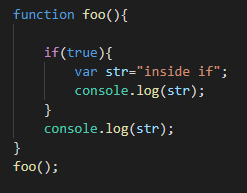 function foo(){
if(true){
var str="inside if";
console.log(str);
}
console.log(str);
}
foo();